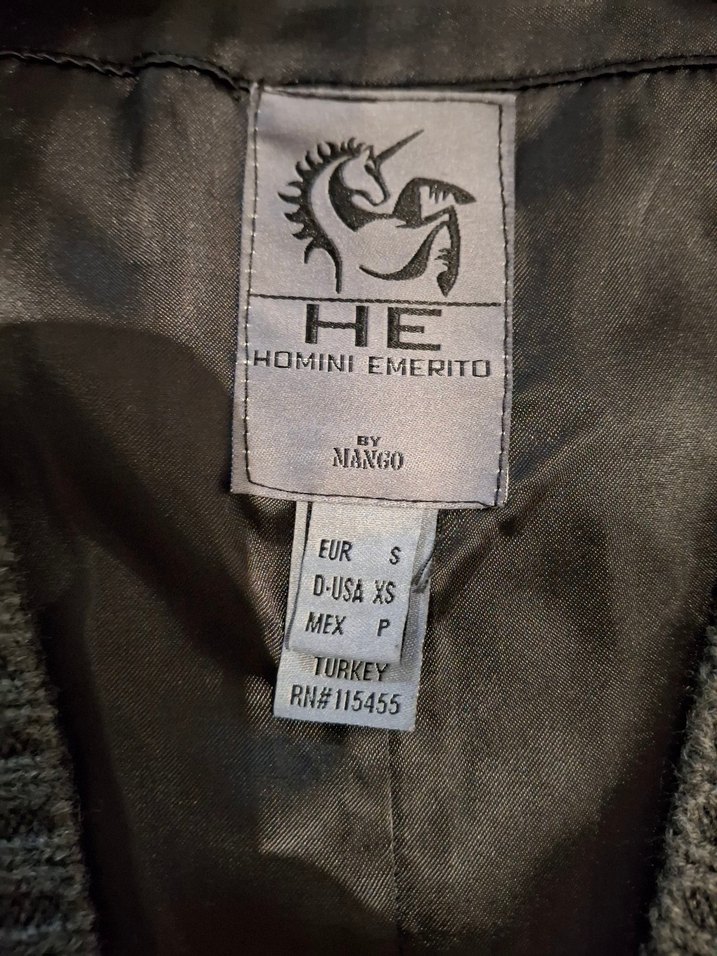 HE
HOMINI EMERITO
BY
MANGO
EUR S
D·USA XS
MEX P
TURKEY
RN#115455